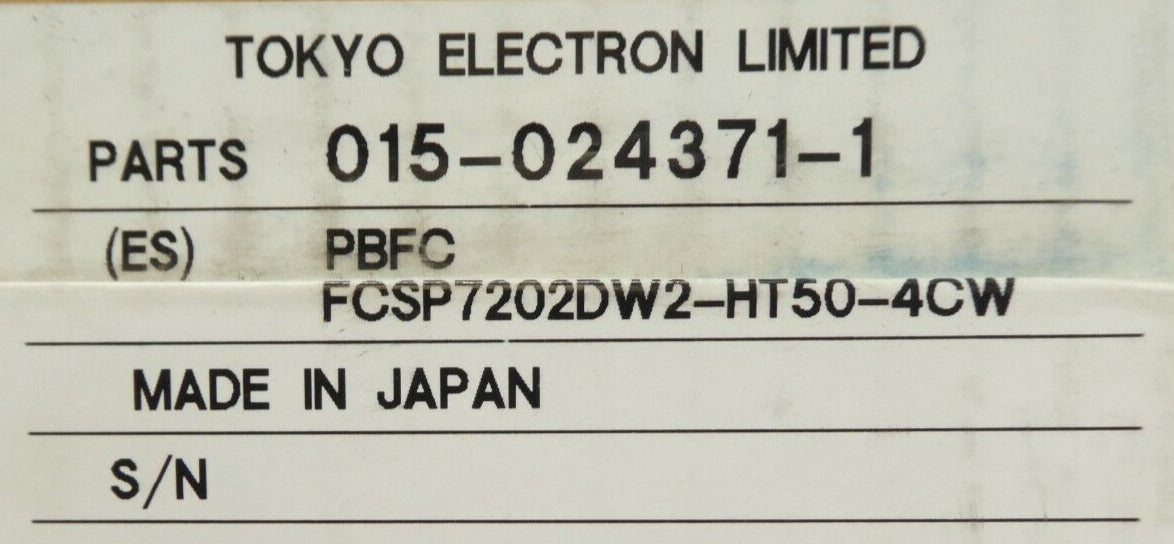 TOKYO ELECTRON LIMITED
PARTS 015-024371-1
(ES) PBFC
FCSP7202DW2-HT50-4CW
MADE IN JAPAN
S/N